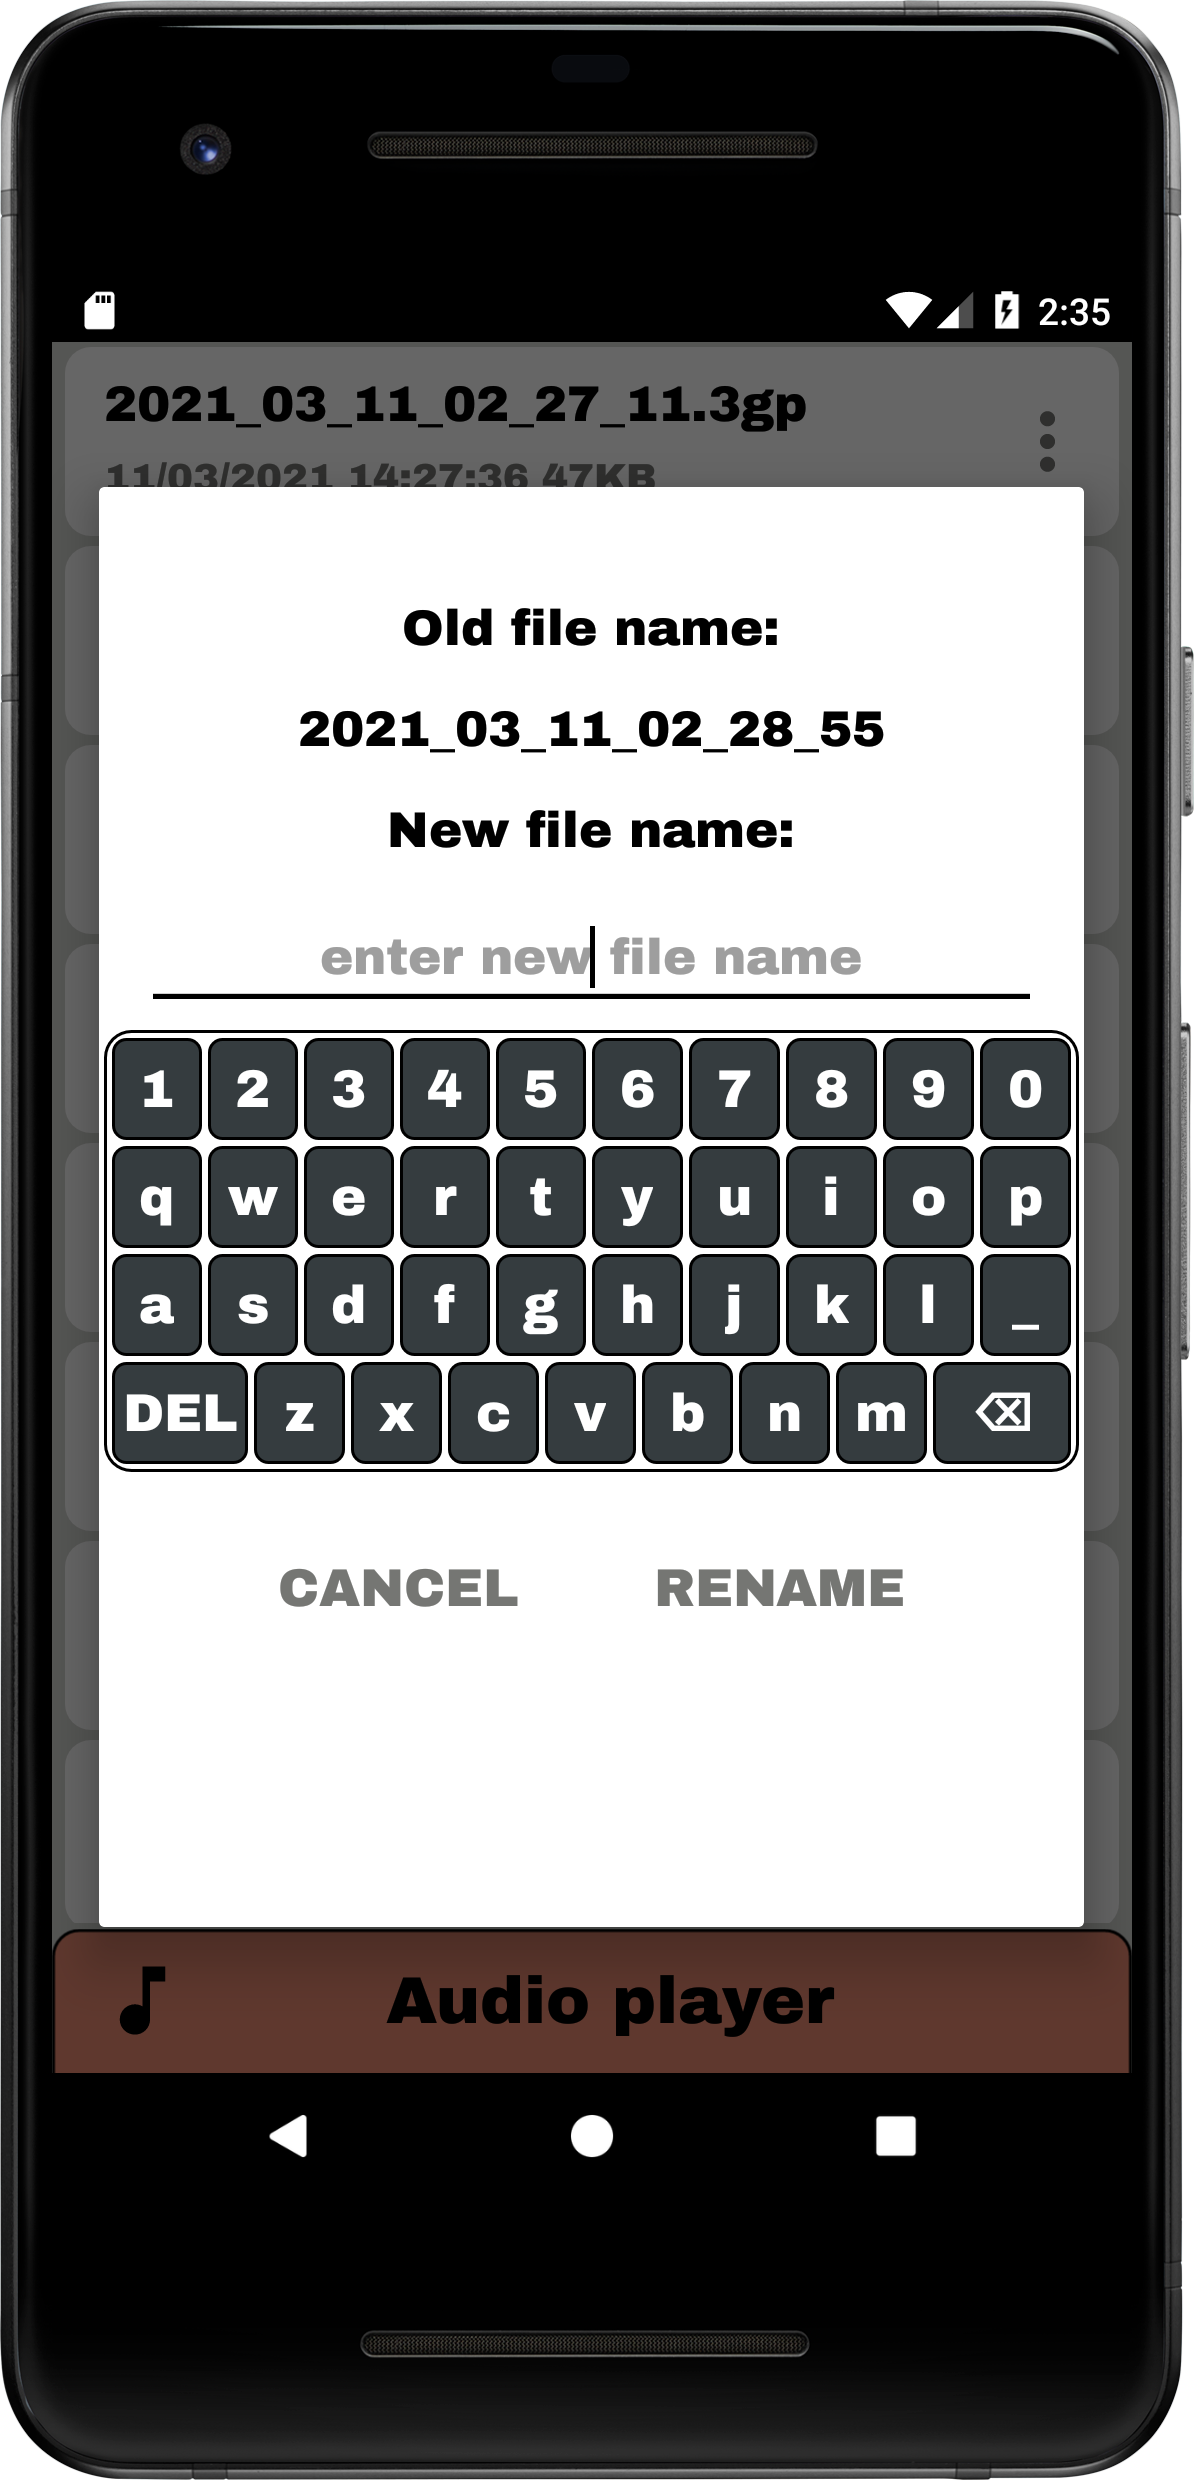 2:35
2021_03_11_02_27_11.3gp
11/03/2021 14:27:36 47KB
Old file name:
2021_03_11_02_28_55
New file name:
enter new file name
1 2 3 4 5 6 7 8 9 0
q w e r t y u i o p
a s d f g h j k l _
DEL z x c v b n m
CANCEL RENAME
Audio player